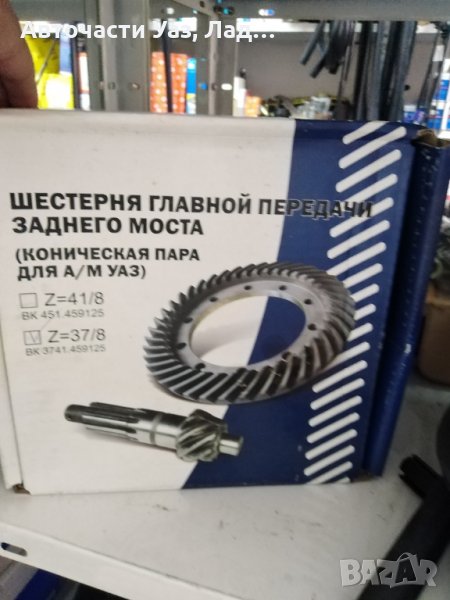 Авточасти Уаз, Лад…
ШЕСТЕРНЯ ГЛАВНОЙ ПЕРЕДАЧИ
ЗАДНЕГО МОСТА
(КОНИЧЕСКАЯ ПАРА
ДЛЯ А/М УАЗ)
Z=41/8
ВК 451.459125
Z=37/8
ВК 3741.459125
BAZAR